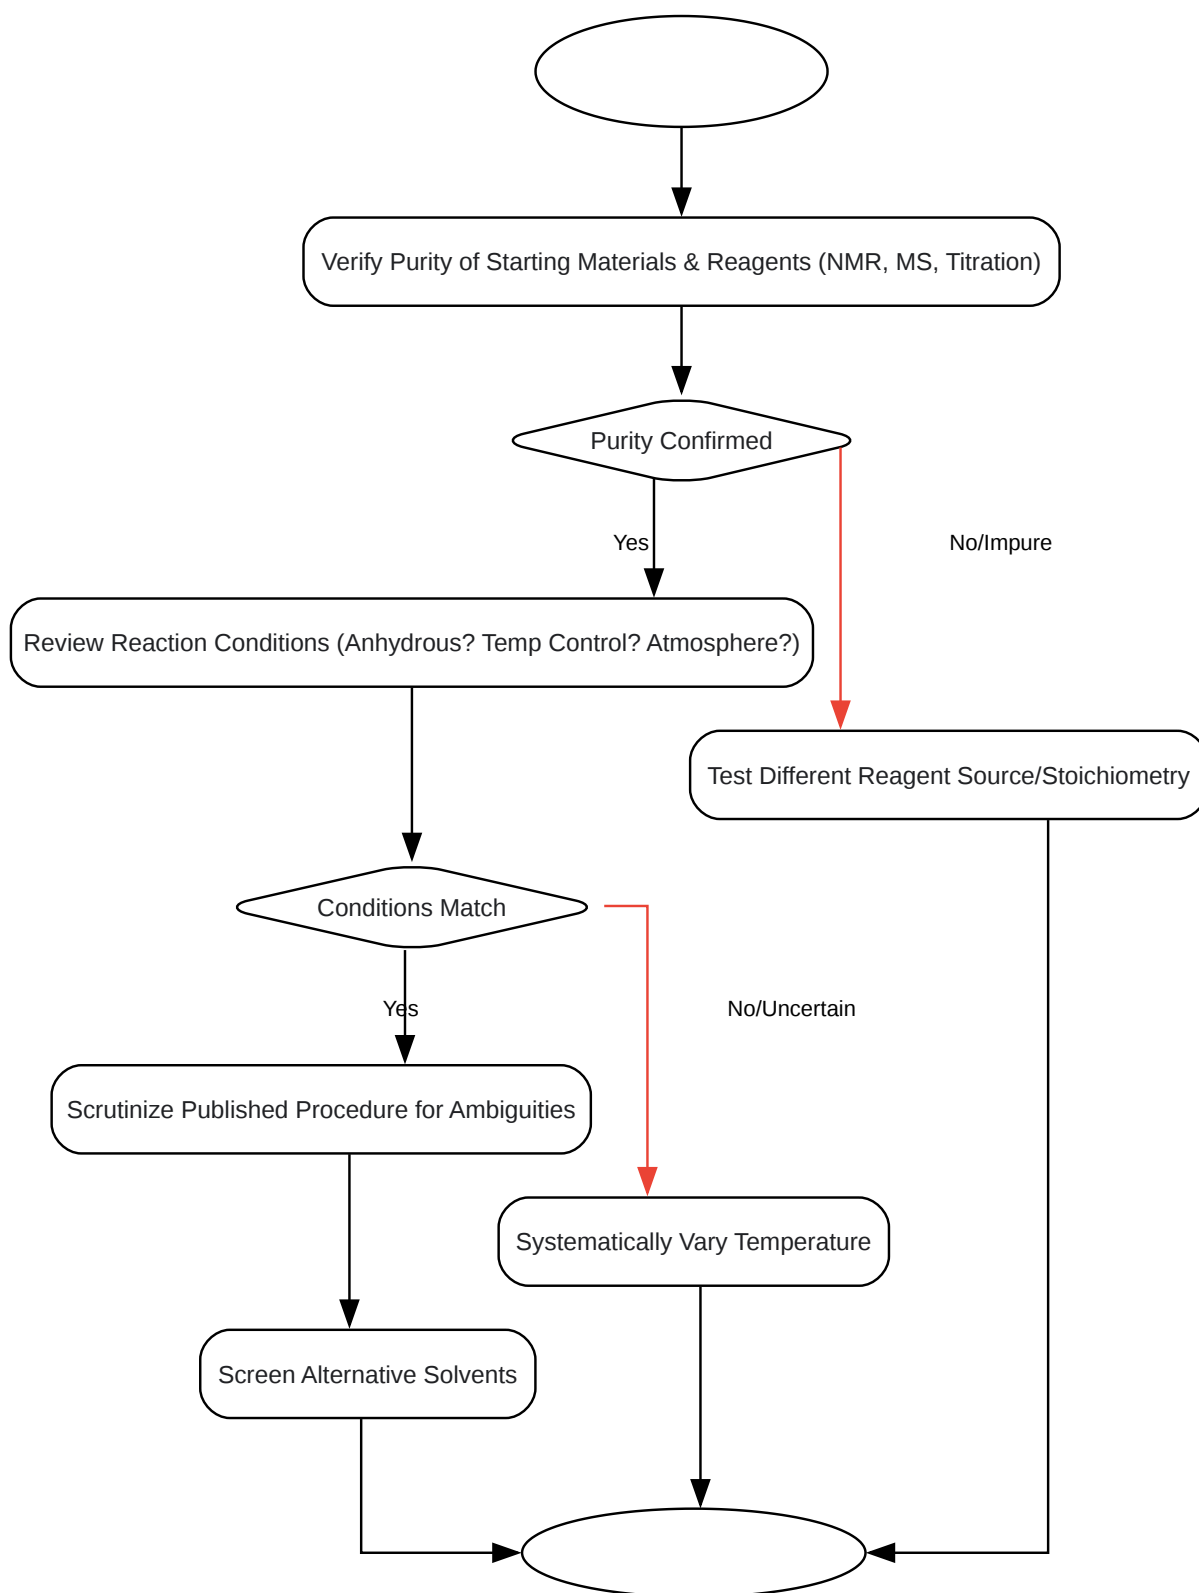 Verify Purity of Starting Materials & Reagents (NMR, MS, Titration)
Purity Confirmed
Yes
No/Impure
Review Reaction Conditions (Anhydrous? Temp Control? Atmosphere?)
Test Different Reagent Source/Stoichiometry
Conditions Match
Yes
No/Uncertain
Scrutinize Published Procedure for Ambiguities
Systematically Vary Temperature
Screen Alternative Solvents